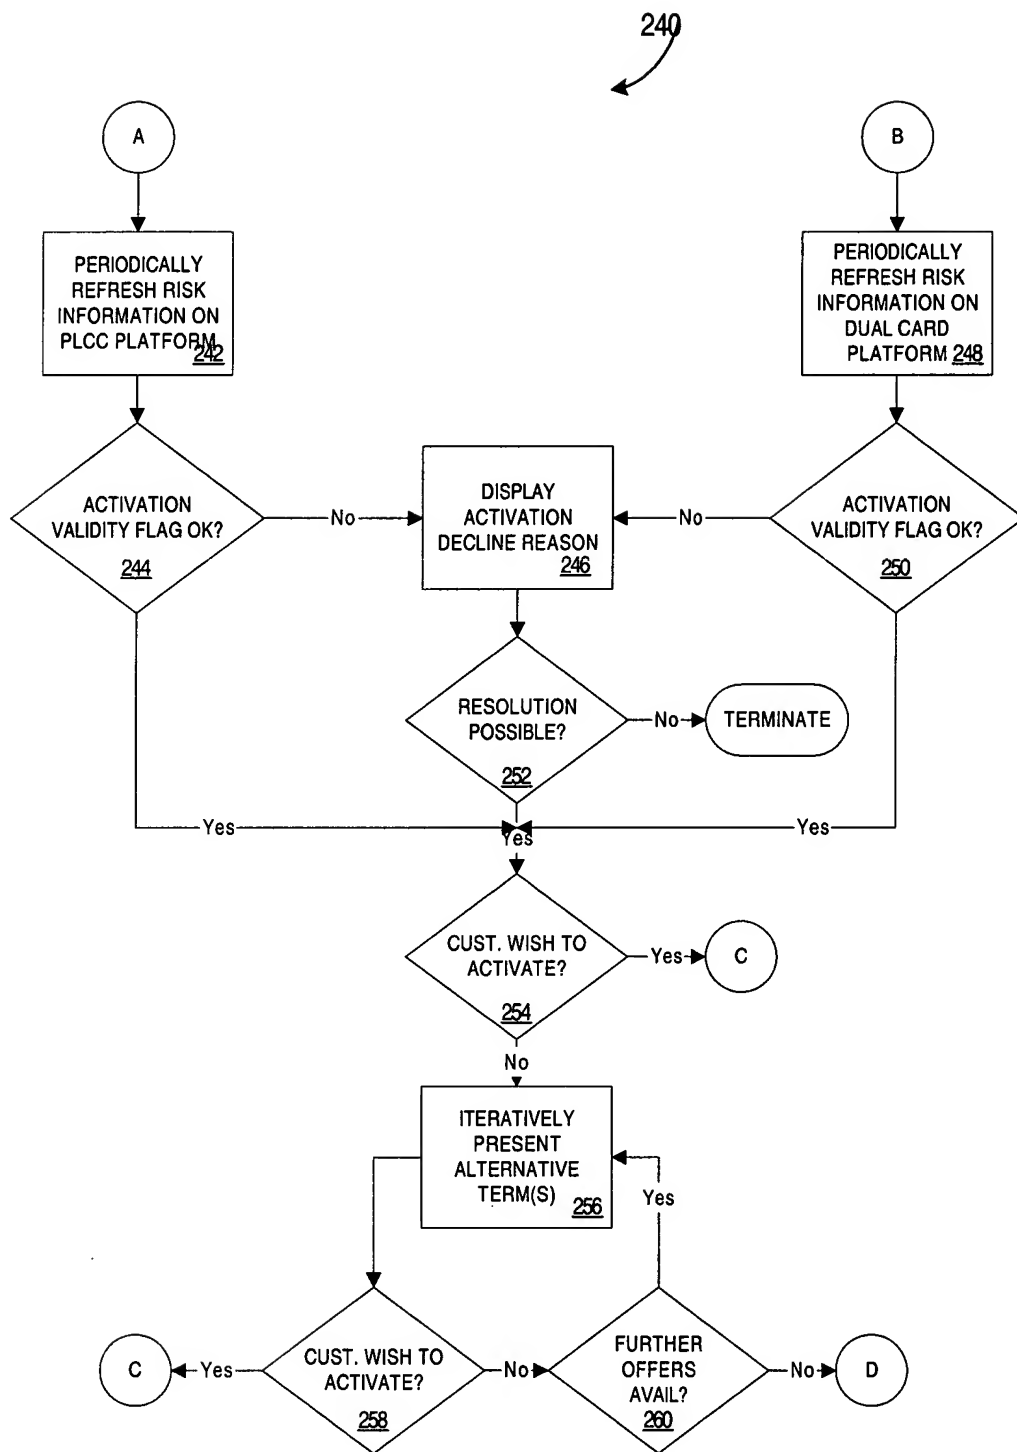 240
A
B
PERIODICALLY
REFRESH RISK
INFORMATION ON
PLCC PLATFORM
242
PERIODICALLY
REFRESH RISK
INFORMATION ON
DUAL CARD
PLATFORM 248
ACTIVATION
VALIDITY FLAG OK?
244
No
DISPLAY
ACTIVATION
DECLINE REASON
246
No
ACTIVATION
VALIDITY FLAG OK?
250
RESOLUTION
POSSIBLE?
252
No
TERMINATE
Yes
Yes
Yes
CUST. WISH TO
ACTIVATE?
254
Yes
C
No
ITERATIVELY
PRESENT
ALTERNATIVE
TERM(S)
256
Yes
C
Yes
CUST. WISH TO
ACTIVATE?
258
No
FURTHER
OFFERS
AVAIL?
260
No
D